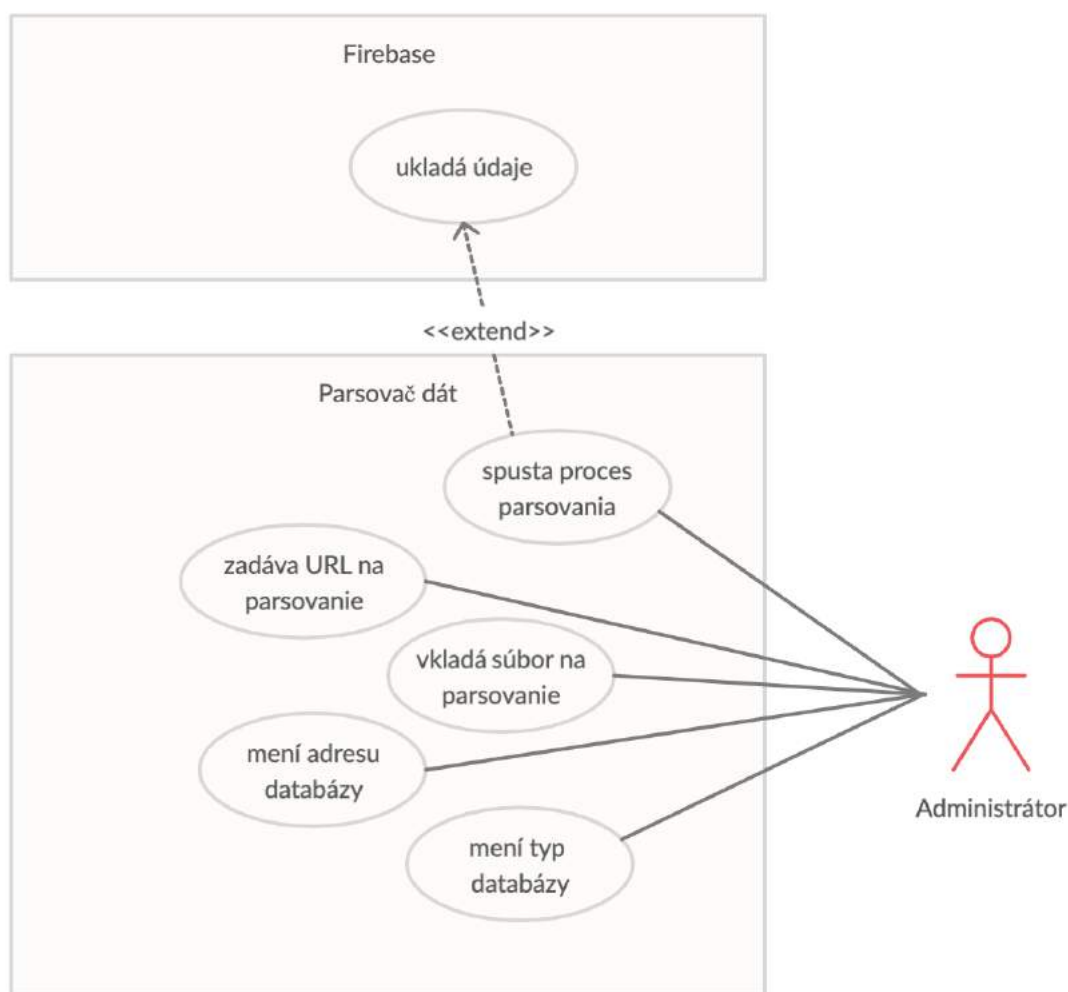 Firebase
ukladá údaje
<<extend>>
Parsovač dát
spusta proces
parsovania
zadáva URL na
parsovanie
vkladá súbor na
parsovanie
mení adresu
databázy
mení typ
databázy
Administrátor